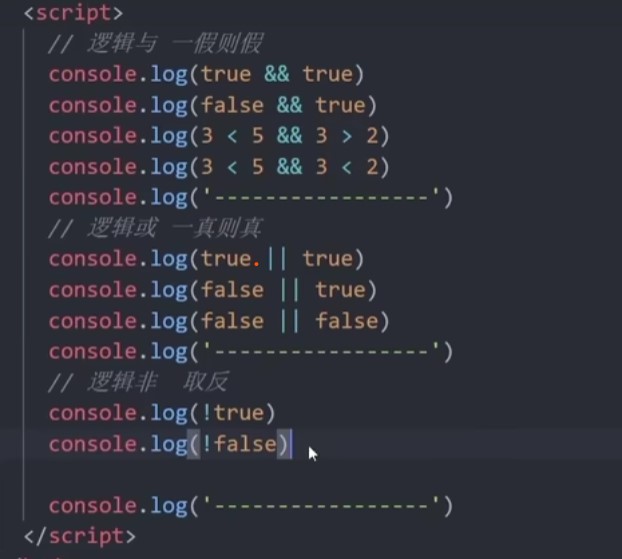 <script>
// 逻辑与 一假则假
console.log(true && true)
console.log(false && true)
console.log(3 < 5 && 3 > 2)
console.log(3 < 5 && 3 < 2)
console.log('-----------------')
// 逻辑或 一真则真
console.log(true.|| true)
console.log(false || true)
console.log(false || false)
console.log('-----------------')
// 逻辑非  取反
console.log(!true)
console.log(!false)
console.log('-----------------')
</script>